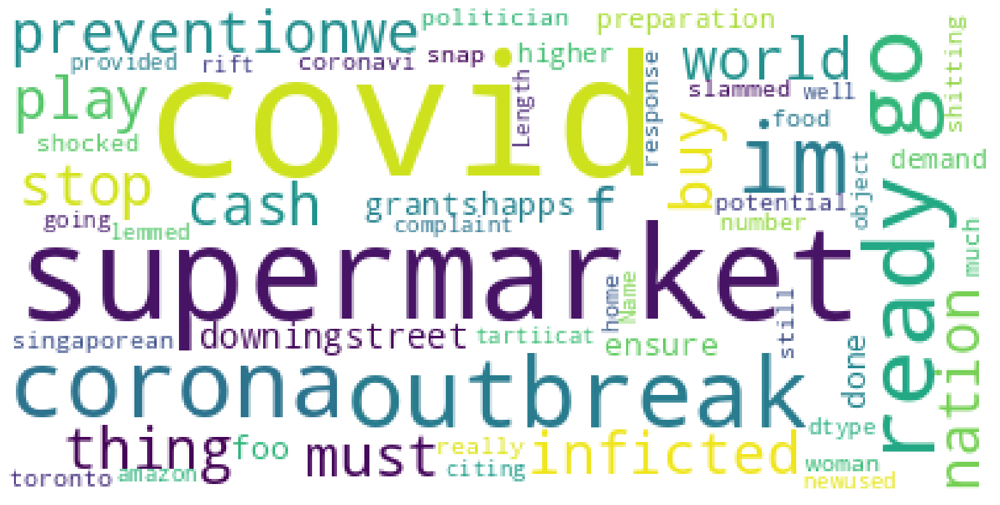 preventionwe
politician
preparation
provided
rift
coronavi
snap
higher
world
go
shitting
play
covid
Length
response
slammed
well
shocked
buy
food
im
demand
stop
cash
grantshapps
f
potential
object
going
lemmed
complaint
number
ready
much
supermarket
home
Name
still
nation
singaporean
downingstreet
tartiicat
ensure
done
corona
outbreak
thing
foo
must
really
inficted
dtype
toronto
amazon
citing
woman
newused